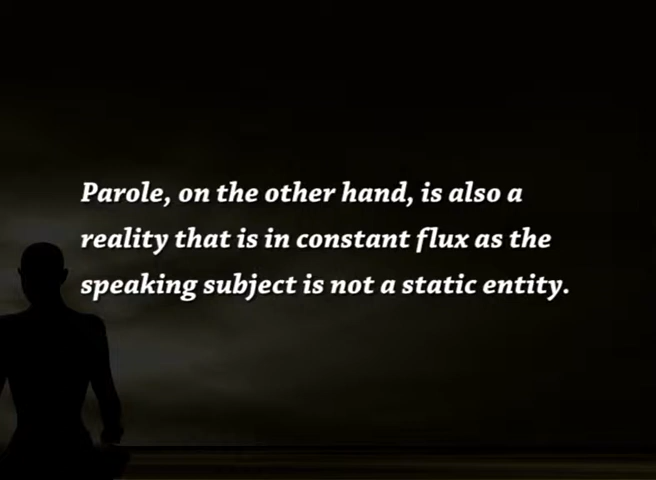 Parole, on the other hand, is also a
reality that is in constant flux as the
speaking subject is not a static entity.